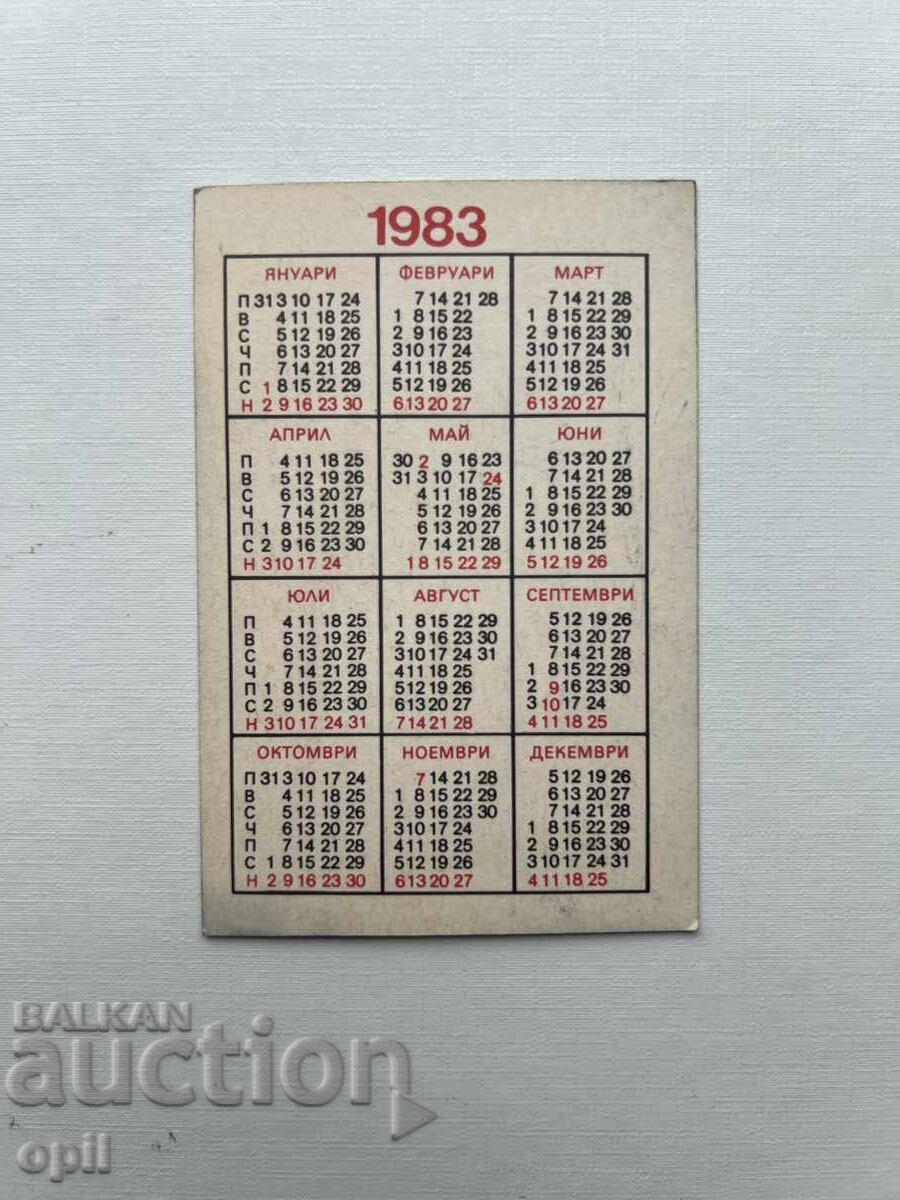 1983
ЯНУАРИ ФЕВРУАРИ МАРТ
П 31 3 10 17 24 7 14 21 28 7 14 21 28
В 4 11 18 25 1 8 15 22 1 8 15 22 29
С 5 12 19 26 2 9 16 23 2 9 16 23 30
Ч 6 13 20 27 3 10 17 24 3 10 17 24 31
П 7 14 21 28 4 11 18 25 4 11 18 25
С 1 8 15 22 29 5 12 19 26 5 12 19 26
Н 2 9 16 23 30 6 13 20 27 6 13 20 27
АПРИЛ МАЙ ЮНИ
П 4 11 18 25 30 2 9 16 23 6 13 20 27
В 5 12 19 26 31 3 10 17 24 7 14 21 28
С 6 13 20 27 4 11 18 25 1 8 15 22 29
Ч 7 14 21 28 5 12 19 26 2 9 16 23 30
П 1 8 15 22 29 6 13 20 27 3 10 17 24
С 2 9 16 23 30 7 14 21 28 4 11 18 25
Н 3 10 17 24 1 8 15 22 29 5 12 19 26
ЮЛИ АВГУСТ СЕПТЕМВРИ
П 4 11 18 25 1 8 15 22 29 5 12 19 26
В 5 12 19 26 2 9 16 23 30 6 13 20 27
С 6 13 20 27 3 10 17 24 31 7 14 21 28
Ч 7 14 21 28 4 11 18 25 1 8 15 22 29
П 1 8 15 22 29 5 12 19 26 2 9 16 23 30
С 2 9 16 23 30 6 13 20 27 3 10 17 24
Н 3 10 17 24 31 7 14 21 28 4 11 18 25
ОКТОМВРИ НОЕМВРИ ДЕКЕМВРИ
П 31 3 10 17 24 7 14 21 28 5 12 19 26
В 4 11 18 25 1 8 15 22 29 6 13 20 27
С 5 12 19 26 2 9 16 23 30 7 14 21 28
Ч 6 13 20 27 3 10 17 24 1 8 15 22 29
П 7 14 21 28 4 11 18 25 2 9 16 23 30
С 1 8 15 22 29 5 12 19 26 3 10 17 24 31
Н 2 9 16 23 30 6 13 20 27 4 11 18 25
BALKAN
auction
opil